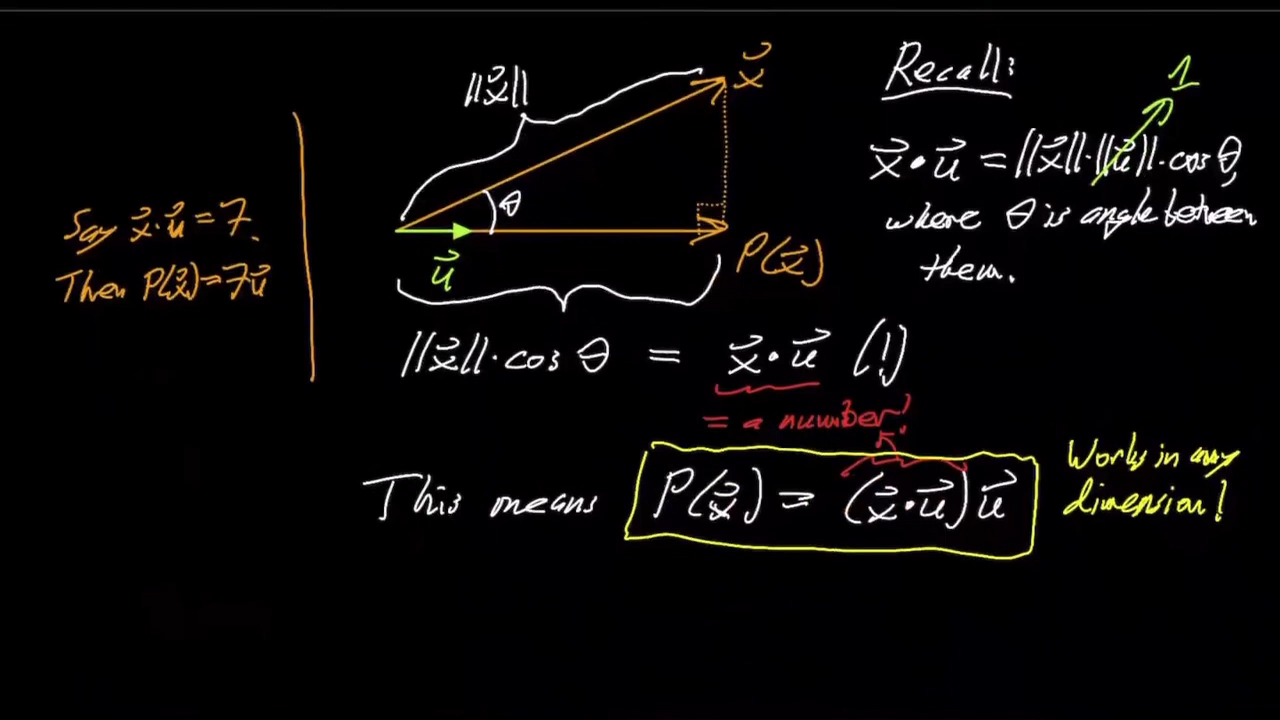 Say x⃗·u⃗ = 7.
Then P(x⃗) = 7u⃗
||x⃗||
x⃗
θ
u⃗
P(x⃗)
||x⃗||·cos θ = x⃗·u⃗ (!)
= a number!
This means P(x⃗) = (x⃗·u⃗)u⃗
Works in any
dimension!
Recall:
1
x⃗·u⃗ = ||x⃗||·||u⃗||·cos θ,
where θ is angle between
them.